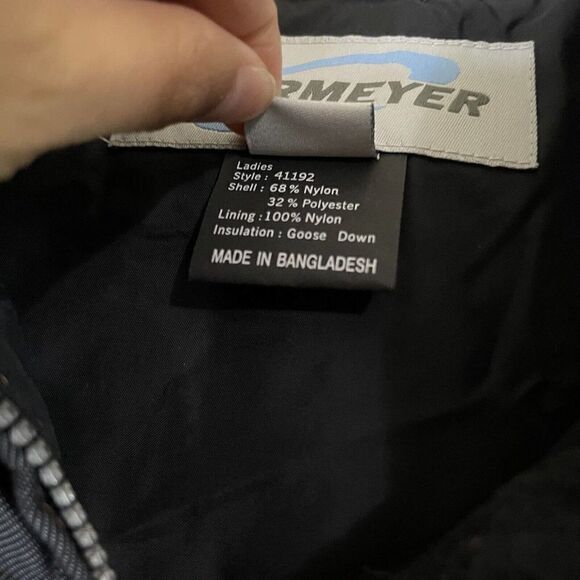 RMEYER
Ladies
Style : 41192
Shell : 68% Nylon
32% Polyester
Lining :100% Nylon
Insulation : Goose Down
MADE IN BANGLADESH